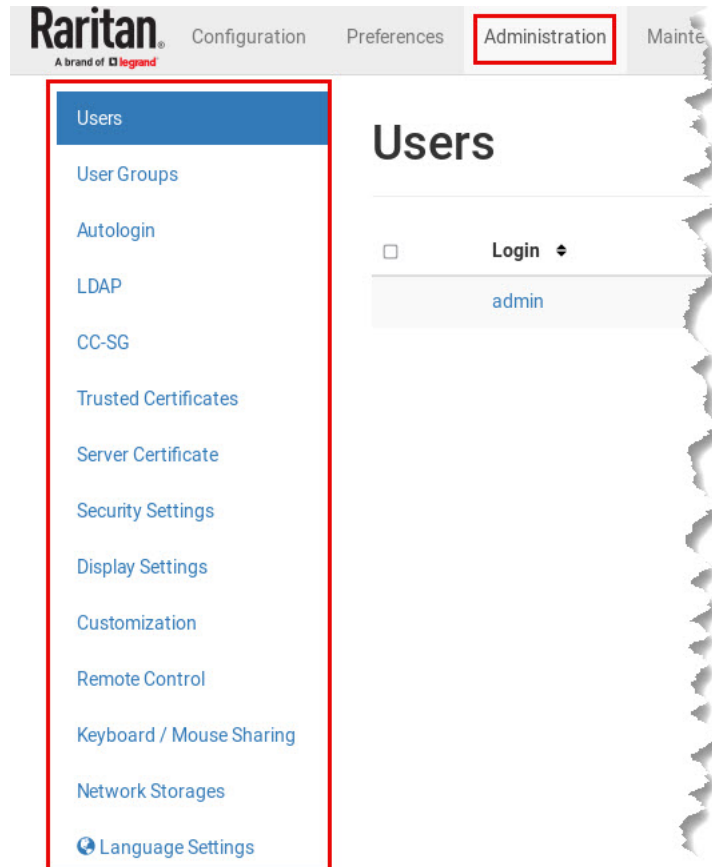 Raritan.
A brand of legrand
Configuration
Preferences
Administration
Users
User Groups
Autologin
LDAP
CC-SG
Trusted Certificates
Server Certificate
Security Settings
Display Settings
Customization
Remote Control
Keyboard / Mouse Sharing
Network Storages
Language Settings
Users
Login
admin